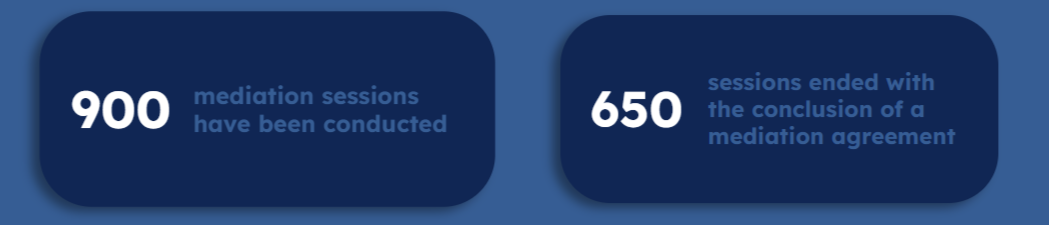 900
mediation sessions
have been conducted
650
sessions ended with
the conclusion of a
mediation agreement